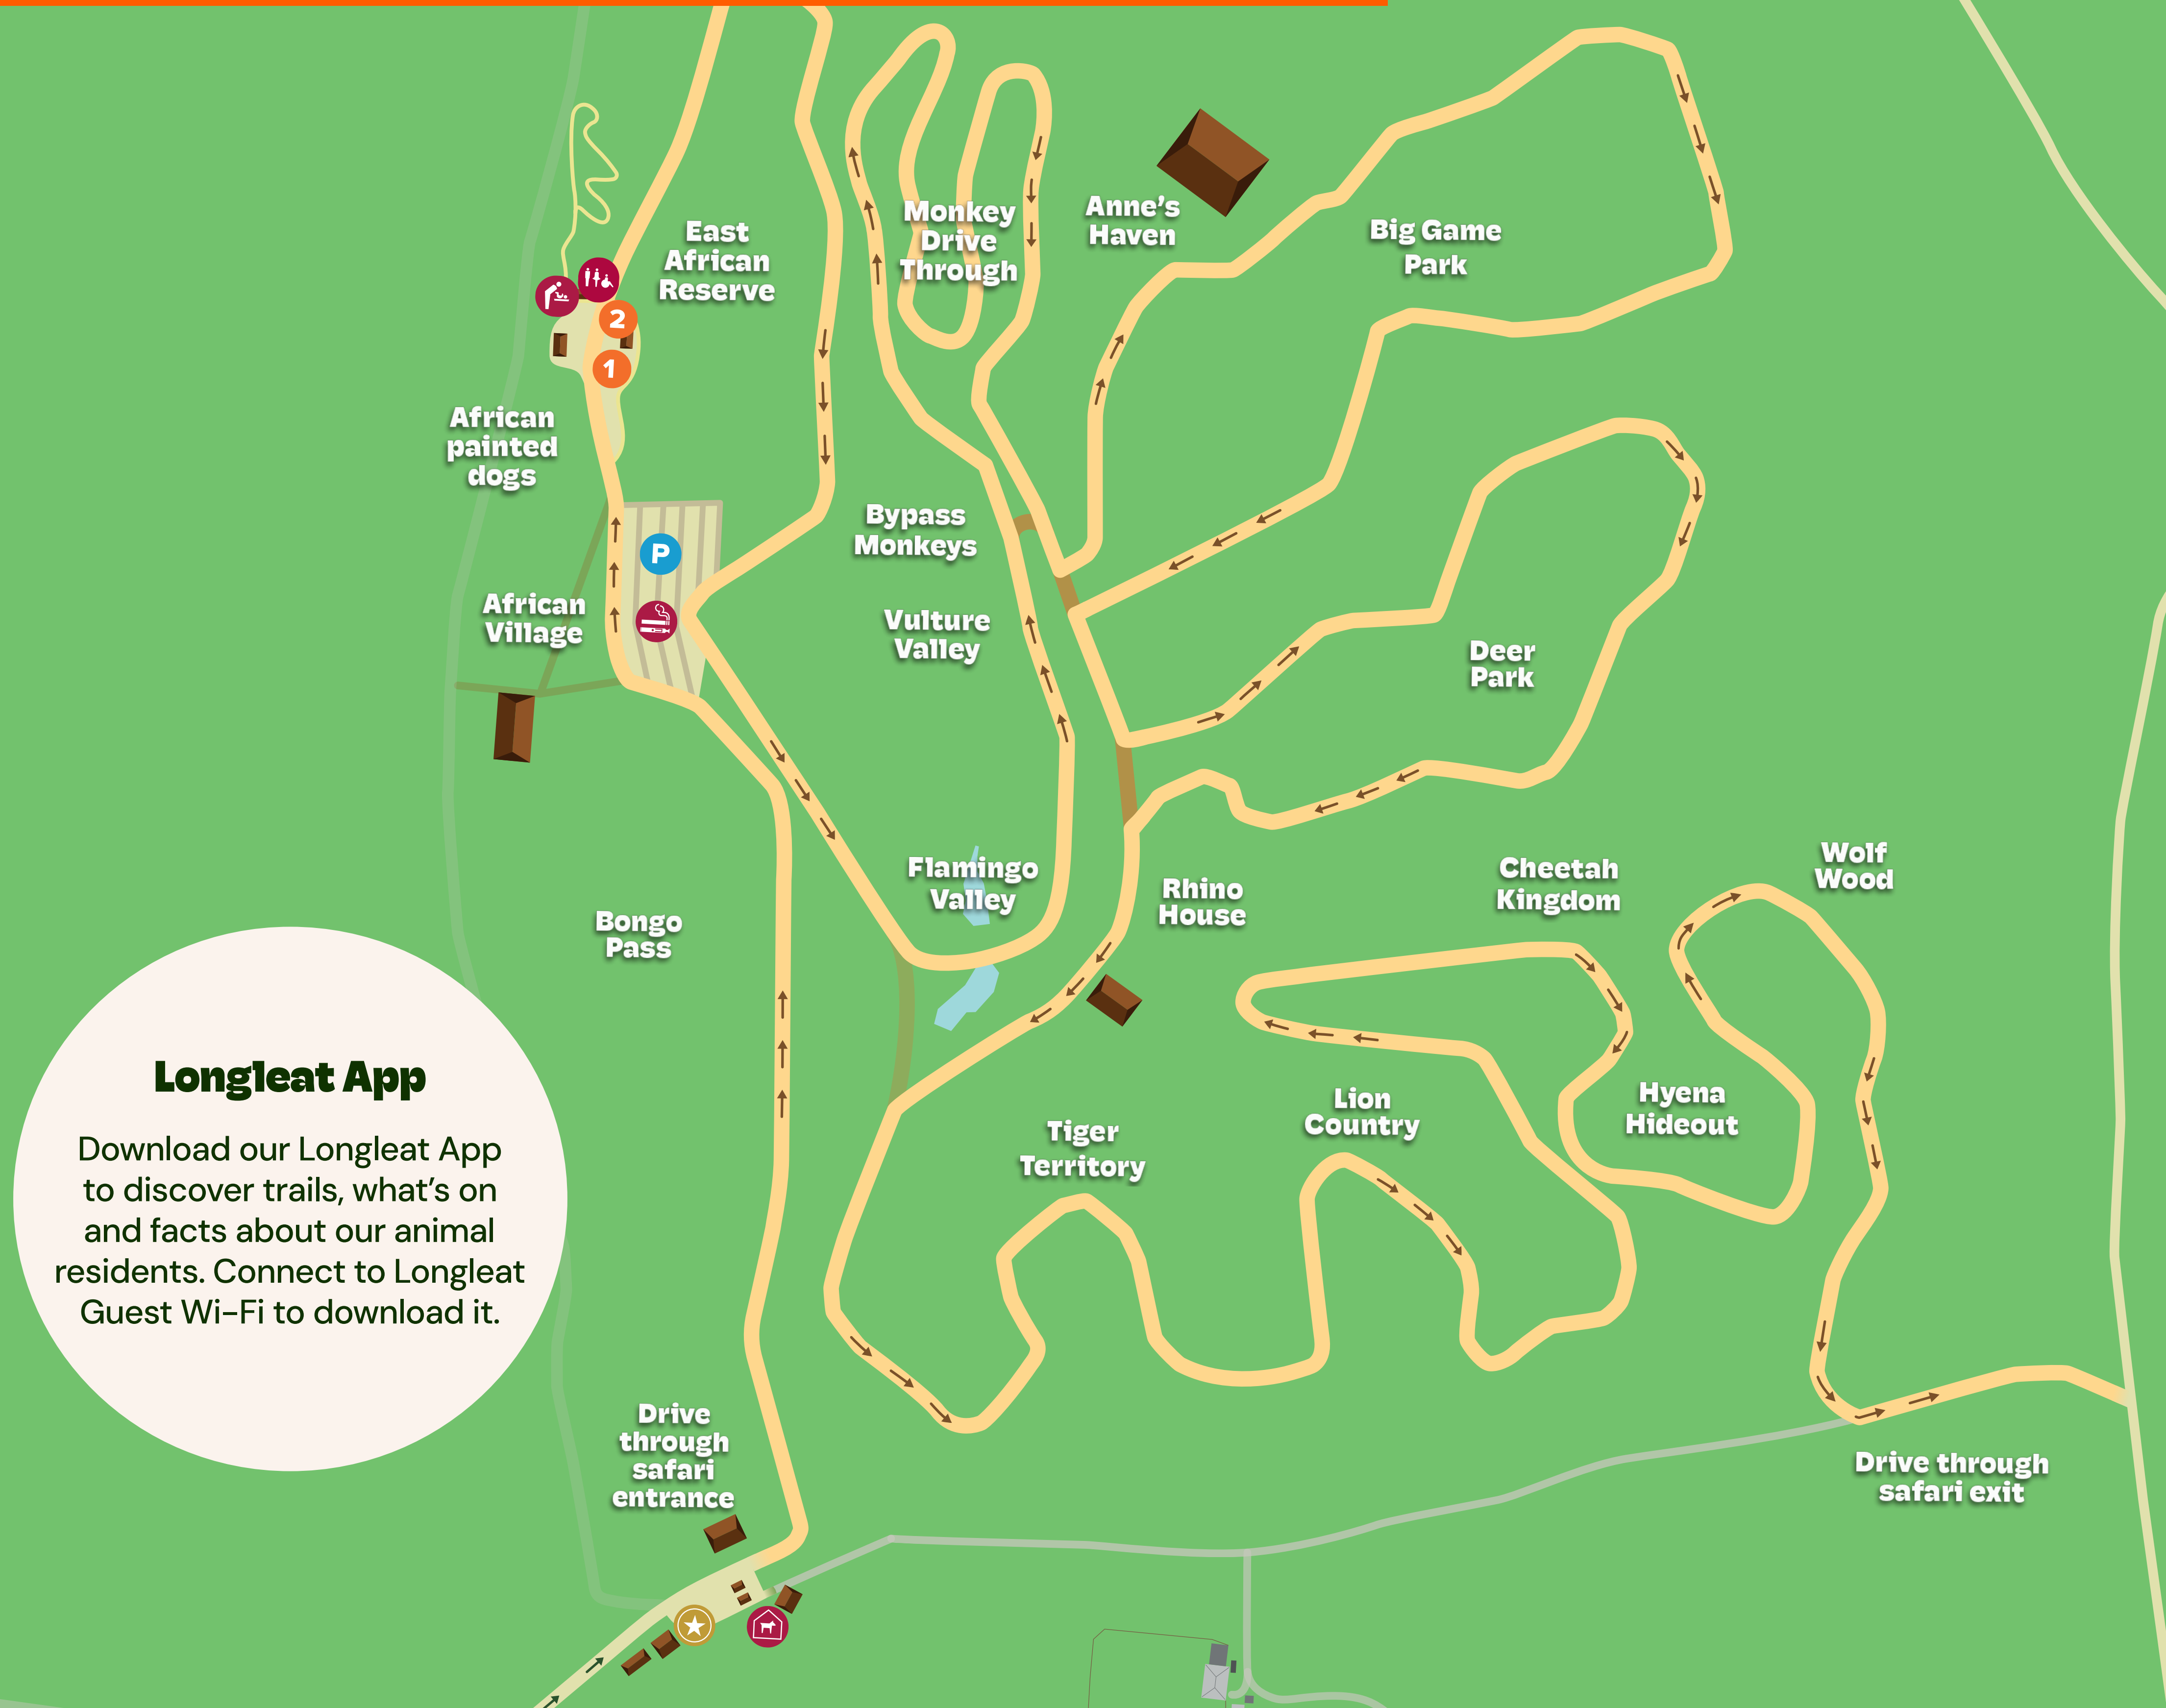 East
African
Reserve
Monkey
Drive
Through
Anne's
Haven
Big Game
Park
2
1
African
painted
dogs
Bypass
Monkeys
P
African
Village
Vulture
Valley
Deer
Park
Flamingo
Valley
Rhino
House
Cheetah
Kingdom
Wolf
Wood
Bongo
Pass
Longleat App
Download our Longleat App
to discover trails, what's on
and facts about our animal
residents. Connect to Longleat
Guest Wi-Fi to download it.
Tiger
Territory
Lion
Country
Hyena
Hideout
Drive
through
safari
entrance
Drive through
safari exit